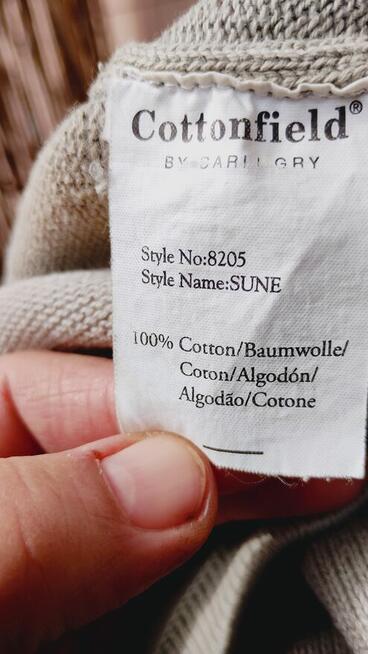 Cottonfield®
BY CARLI GRY
Style No:8205
Style Name:SUNE
100% Cotton/Baumwolle/
Coton/Algodón/
Algodão/Cotone